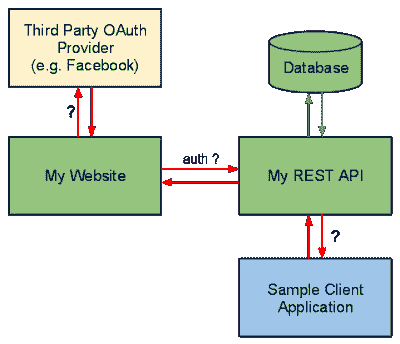 Third Party OAuth
Provider
(e.g. Facebook)
Database
?
My Website
auth ?
My REST API
?
Sample Client
Application